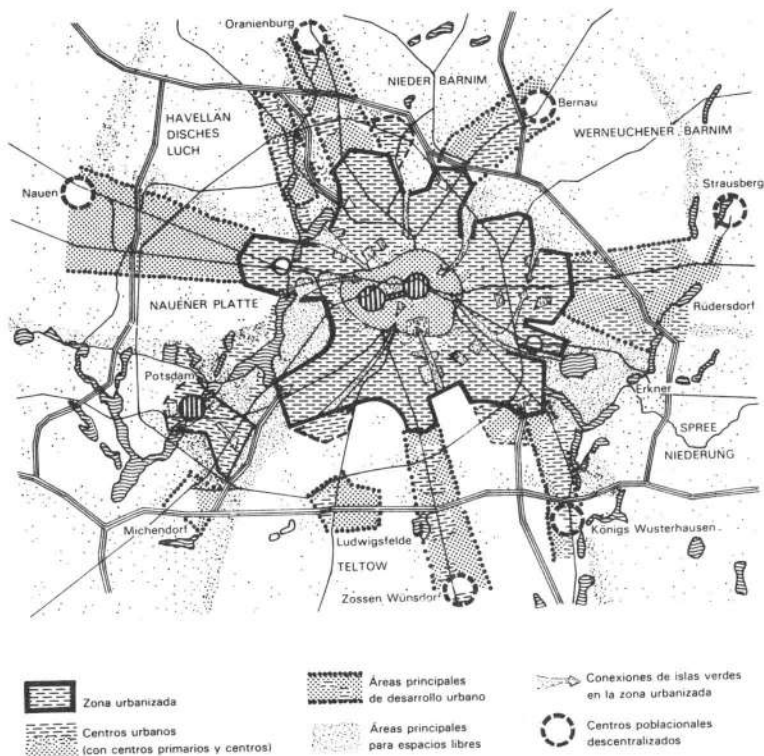 Oranienburg
NIEDER BARNIM
Bernau
HAVELLAN
DISCHES
LUCH
WERNEUCHENER BARNIM
Nauen
Strausberg
NAUENER PLATTE
Rüdersdorf
Potsdam
Erkner
SPREE
NIEDERUNG
Michendorf
Königs Wusterhausen
Ludwigsfelde
TELTOW
Zossen Wünsdorf
Zona urbanizada
Áreas principales
de desarrollo urbano
Conexiones de islas verdes
en la zona urbanizada
Centros urbanos
(con centros primarios y centros)
Áreas principales
para espacios libres
Centros poblacionales
descentralizados